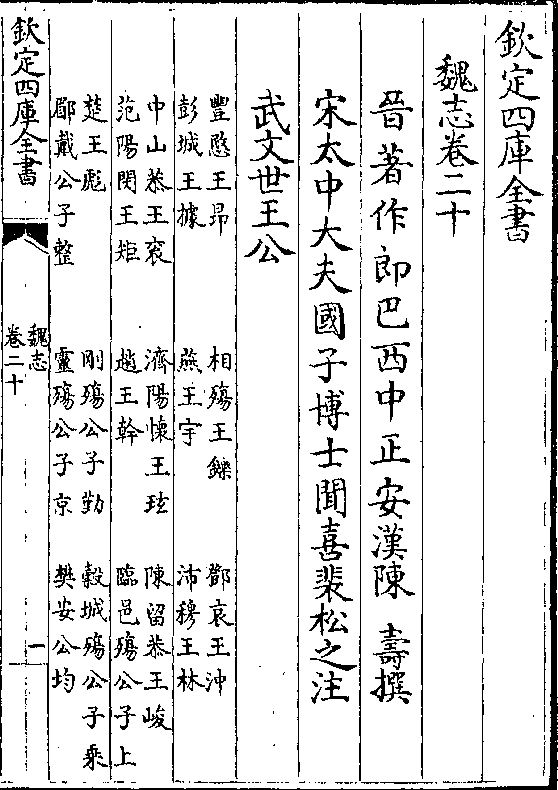 欽定四庫全書
魏志卷二十
晉著作郎巴西中正安漢陳 壽撰
宋太中大夫國子博士聞喜裴松之注
武文世王公
豐愍王昂 相殤王鑠 鄧哀王沖
彭城王據 燕王宇 沛穆王林
中山恭王袞 濟陽懷王玹 陳留恭王峻
范陽閔王矩 趙王幹 臨邑殤公子上
楚王彪 剛殤公子勤 穀城殤公子乘
郿戴公子整 靈殤公子京 樊安公均
欽定四庫全書
魏志
卷二十
一